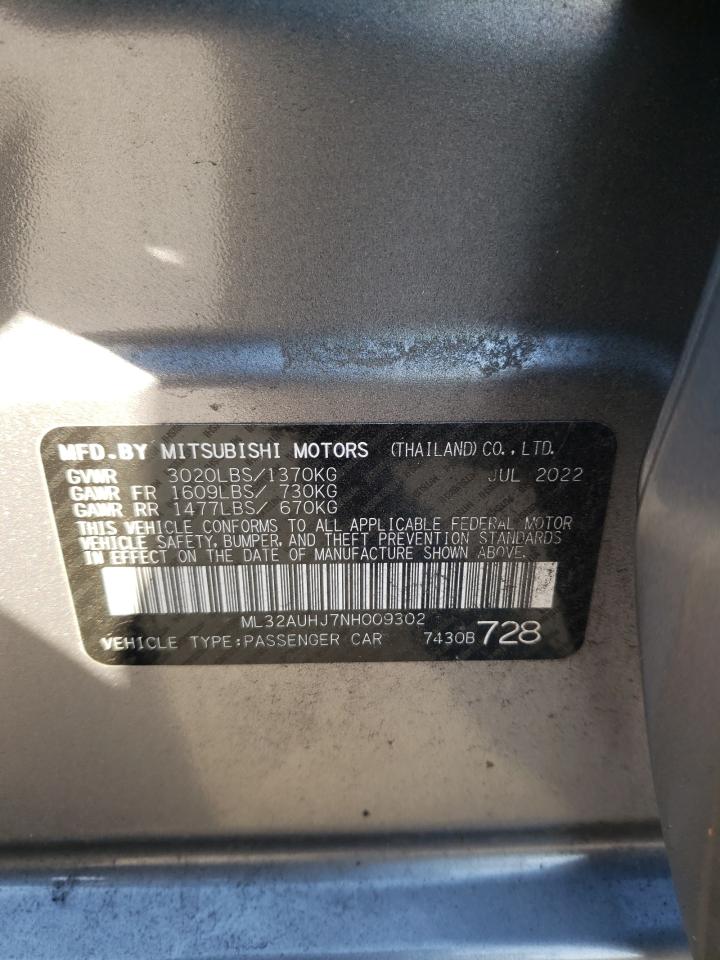 MFD.BY MITSUBISHI MOTORS (THAILAND) CO., LTD.
GVWR 3020LBS/1370KG JUL 2022
GAWR FR 1609LBS/ 730KG
GAWR RR 1477LBS/ 670KG
THIS VEHICLE CONFORMS TO ALL APPLICABLE FEDERAL MOTOR
VEHICLE SAFETY, BUMPER, AND THEFT PREVENTION STANDARDS
IN EFFECT ON THE DATE OF MANUFACTURE SHOWN ABOVE.
ML32AUHJ7NH009302
VEHICLE TYPE:PASSENGER CAR 7430B 728